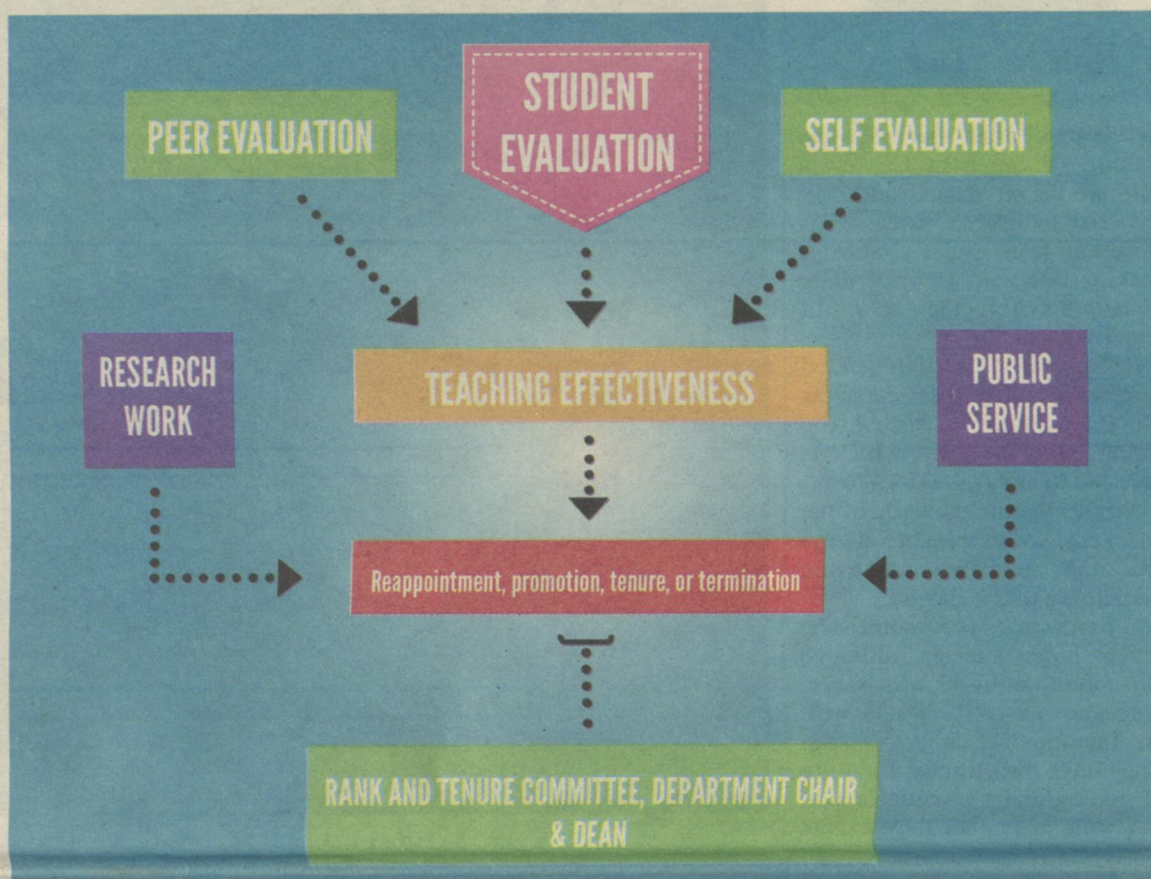 STUDENT
EVALUATION
PEER EVALUATION
SELF EVALUATION
RESEARCH
WORK
TEACHING EFFECTIVENESS
PUBLIC
SERVICE
Reappointment, promotion, tenure, or termination
RANK AND TENURE COMMITTEE, DEPARTMENT CHAIR
& DEAN